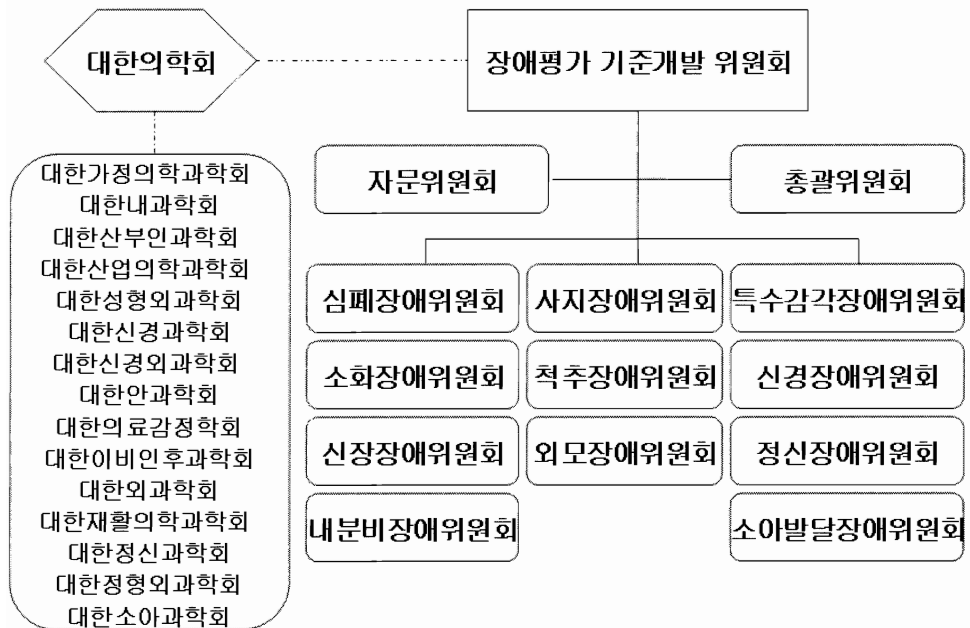 대한의학회
장애평가 기준개발 위원회
대한가정의학과학회
대한내과학회
대한산부인과학회
대한산업의학과학회
대한성형외과학회
대한신경과학회
대한신경외과학회
대한안과학회
대한의료감정학회
대한이비인후과학회
대한외과학회
대한재활의학과학회
대한정신과학회
대한정형외과학회
대한소아과학회
자문위원회
총괄위원회
심폐장애위원회
사지장애위원회
특수감각장애위원회
소화장애위원회
척추장애위원회
신경장애위원회
신장장애위원회
외모장애위원회
정신장애위원회
내분비장애위원회
소아발달장애위원회